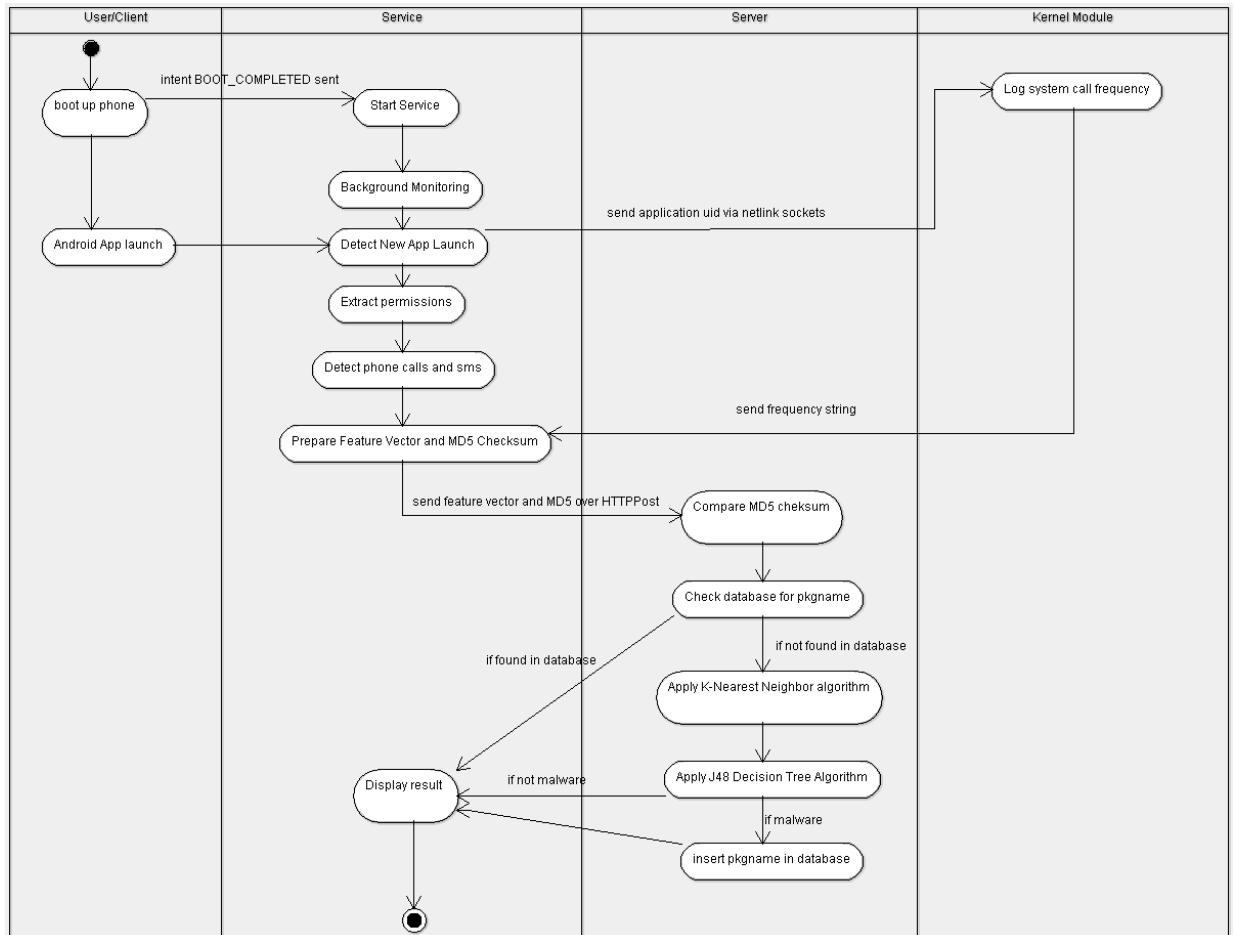 User/Client
Service
Server
Kernel Module
intent BOOT_COMPLETED sent
boot up phone
Start Service
Log system call frequency
Background Monitoring
send application uid via netlink sockets
Android App launch
Detect New App Launch
Extract permissions
Detect phone calls and sms
send frequency string
Prepare Feature Vector and MD5 Checksum
send feature vector and MD5 over HTTPPost
Compare MD5 cheksum
Check database for pkgname
if not found in database
if found in database
Apply K-Nearest Neighbor algorithm
Apply J48 Decision Tree Algorithm
if not malware
Display result
if malware
insert pkgname in database